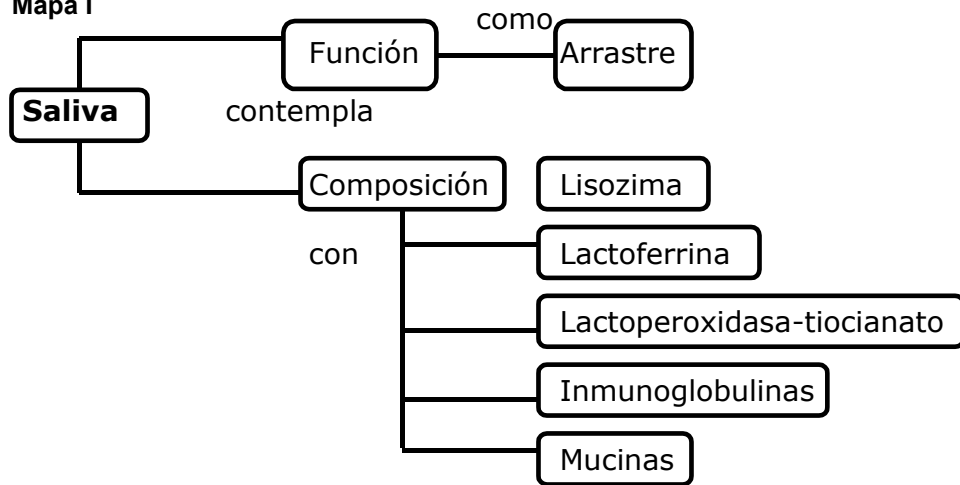 Mapa I
como
Función
Arrastre
Saliva
contempla
Composición
Lisozima
con
Lactoferrina
Lactoperoxidasa-tiocianato
Inmunoglobulinas
Mucinas